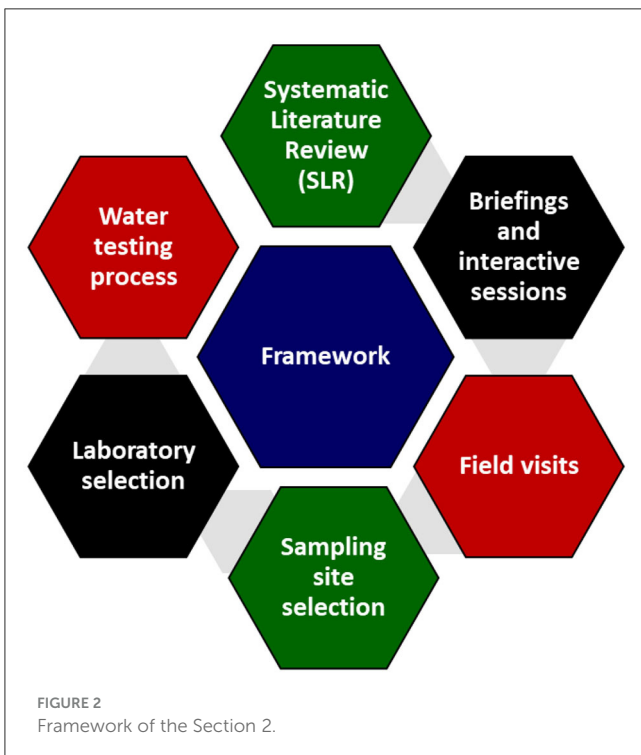 Systematic
Literature
Review
(SLR)
Briefings
and
interactive
sessions
Field visits
Sampling
site
selection
Laboratory
selection
Water
testing
process
Framework
FIGURE 2
Framework of the Section 2.